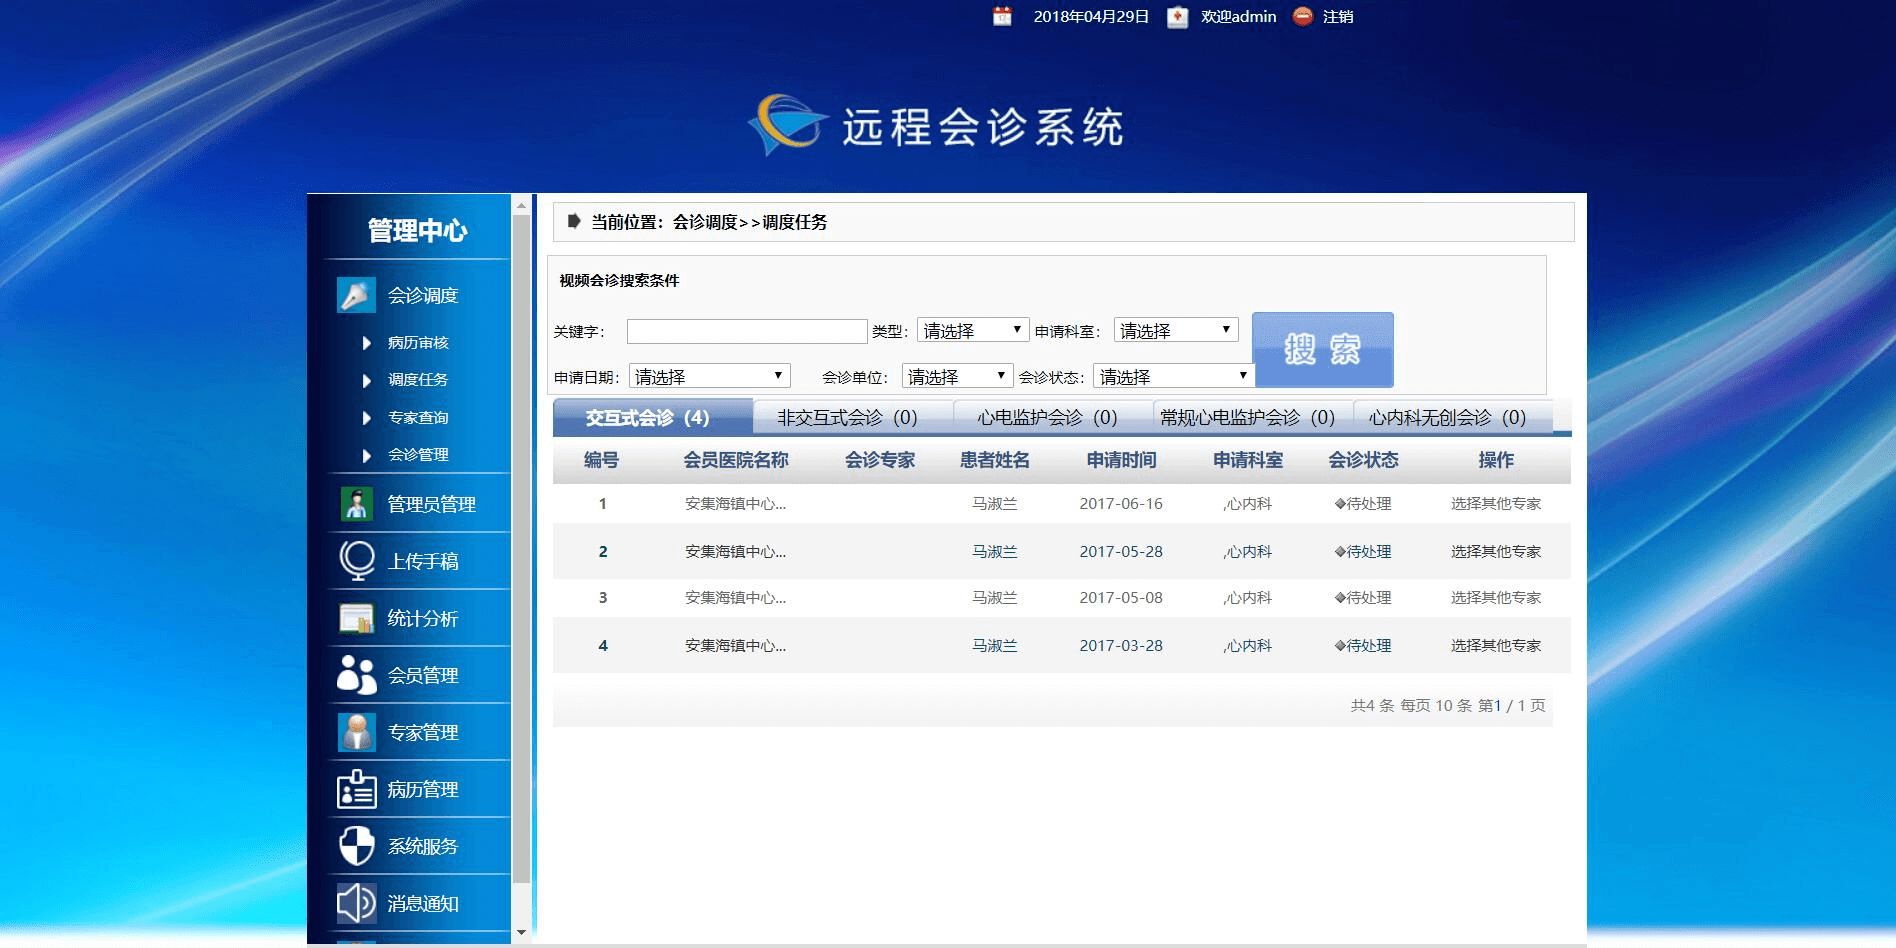 2018年04月29日 欢迎admin 注销
远程会诊系统
管理中心
会诊调度
病历审核
调度任务
专家查询
会诊管理
管理员管理
上传手稿
统计分析
会员管理
专家管理
病历管理
系统服务
消息通知
当前位置：会诊调度>>调度任务
视频会诊搜索条件
关键字： 类型：请选择 申请科室：请选择
搜 索
申请日期：请选择 会诊单位：请选择 会诊状态：请选择
交互式会诊（4） 非交互式会诊（0） 心电监护会诊（0） 常规心电监护会诊（0） 心内科无创会诊（0）
编号 会员医院名称 会诊专家 患者姓名 申请时间 申请科室 会诊状态 操作
1 安集海镇中心... 马淑兰 2017-06-16 ,心内科 ◆待处理 选择其他专家
2 安集海镇中心... 马淑兰 2017-05-28 ,心内科 ◆待处理 选择其他专家
3 安集海镇中心... 马淑兰 2017-05-08 ,心内科 ◆待处理 选择其他专家
4 安集海镇中心... 马淑兰 2017-03-28 ,心内科 ◆待处理 选择其他专家
共4 条 每页 10 条 第1 / 1 页